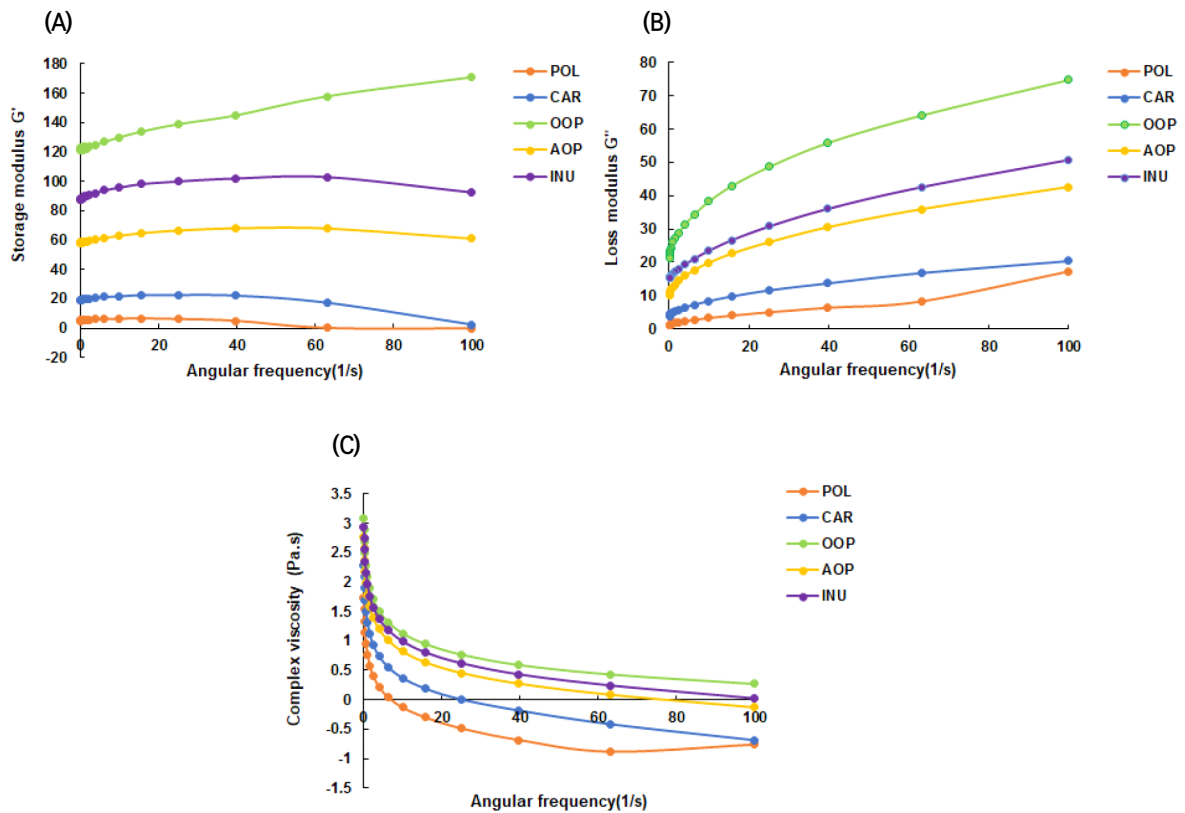 (A)
180
160
140
120
100
80
60
40
20
0
-20
0 20 40 60 80 100
Storage modulus G'
Angular frequency(1/s)
POL
CAR
OOP
AOP
INU
(B)
80
70
60
50
40
30
20
10
0
0 20 40 60 80 100
Loss modulus G"
Angular frequency(1/s)
POL
CAR
OOP
AOP
INU
(C)
3.5
3
2.5
2
1.5
1
0.5
0
-0.5
-1
-1.5
0 20 40 60 80 100
Complex viscosity (Pa.s)
Angular frequency(1/s)
POL
CAR
OOP
AOP
INU